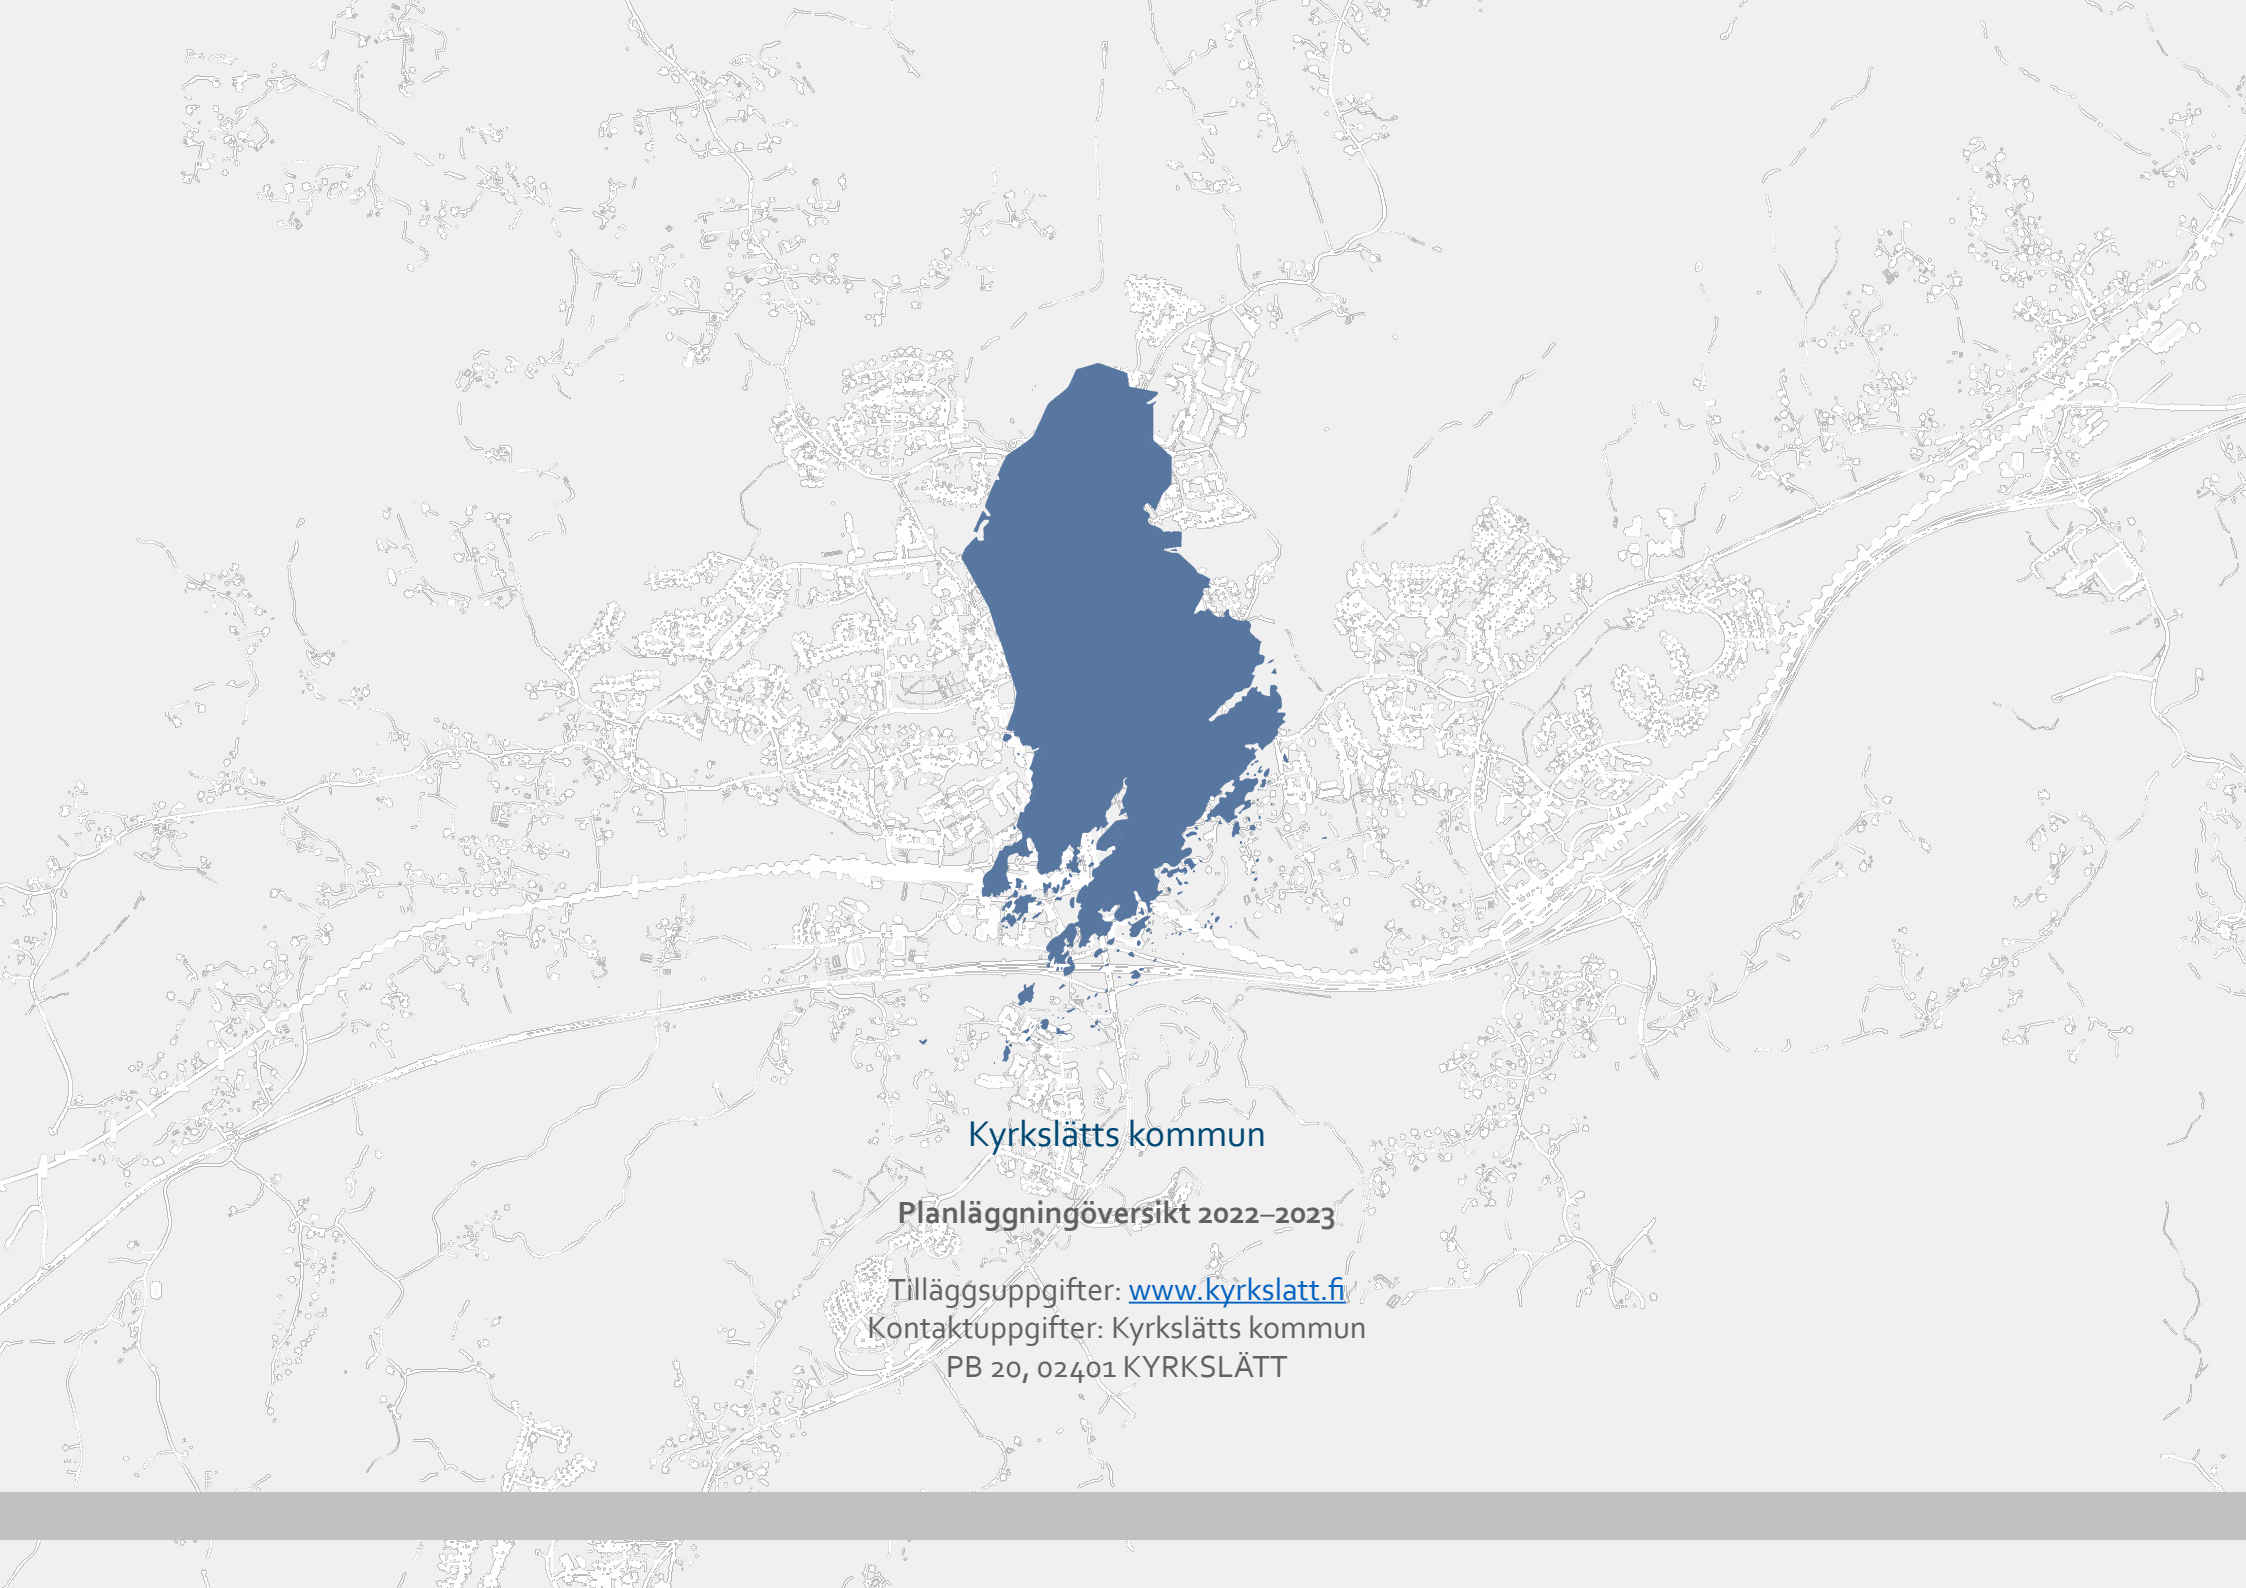 Kyrkslätts kommun
Planläggningöversikt 2022–2023
Tilläggsuppgifter: www.kyrkslatt.fi
Kontaktuppgifter: Kyrkslätts kommun
PB 20, 02401 KYRKSLÄTT